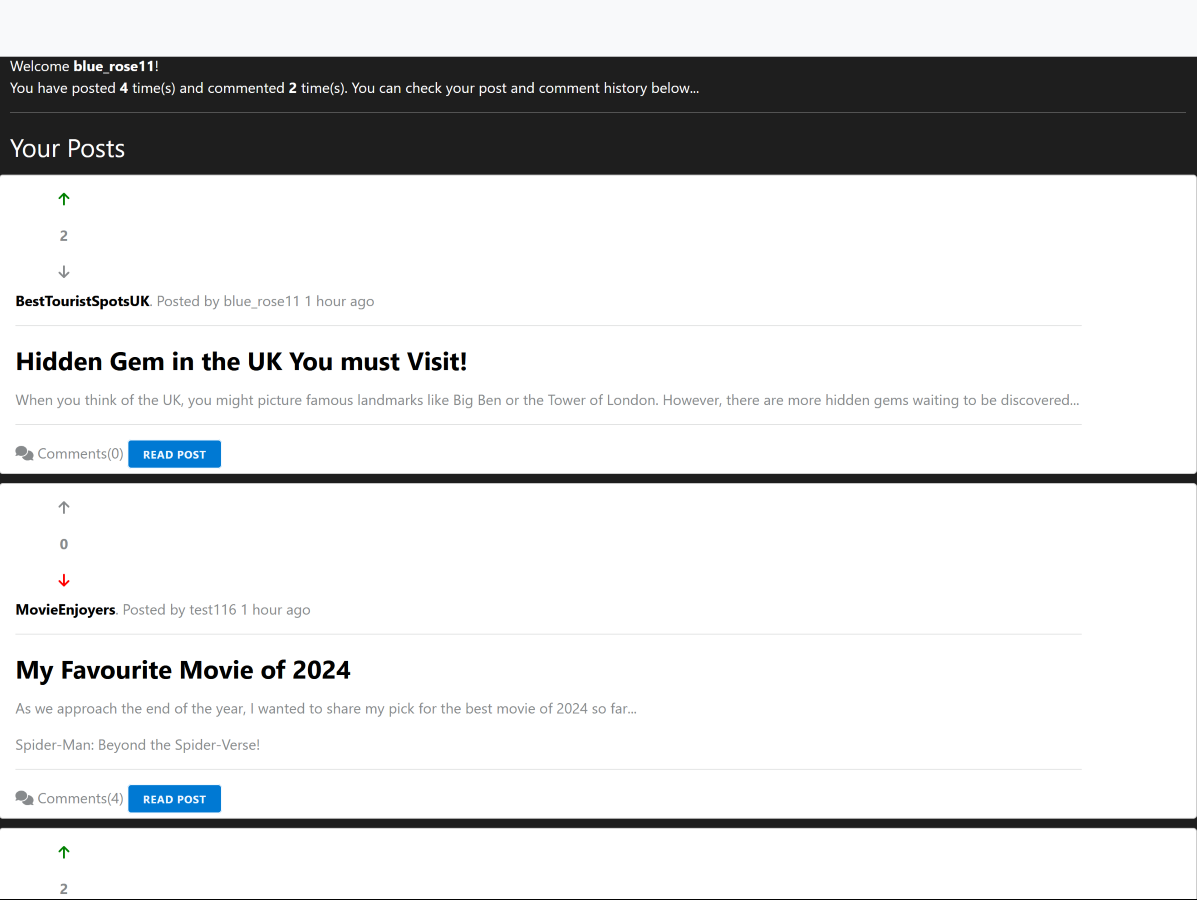 Welcome blue_rose11!
You have posted 4 time(s) and commented 2 time(s). You can check your post and comment history below...
Your Posts
2
BestTouristSpotsUK. Posted by blue_rose11 1 hour ago
Hidden Gem in the UK You must Visit!
When you think of the UK, you might picture famous landmarks like Big Ben or the Tower of London. However, there are more hidden gems waiting to be discovered...
Comments(0) READ POST
0
MovieEnjoyers. Posted by test116 1 hour ago
My Favourite Movie of 2024
As we approach the end of the year, I wanted to share my pick for the best movie of 2024 so far...
Spider-Man: Beyond the Spider-Verse!
Comments(4) READ POST
2